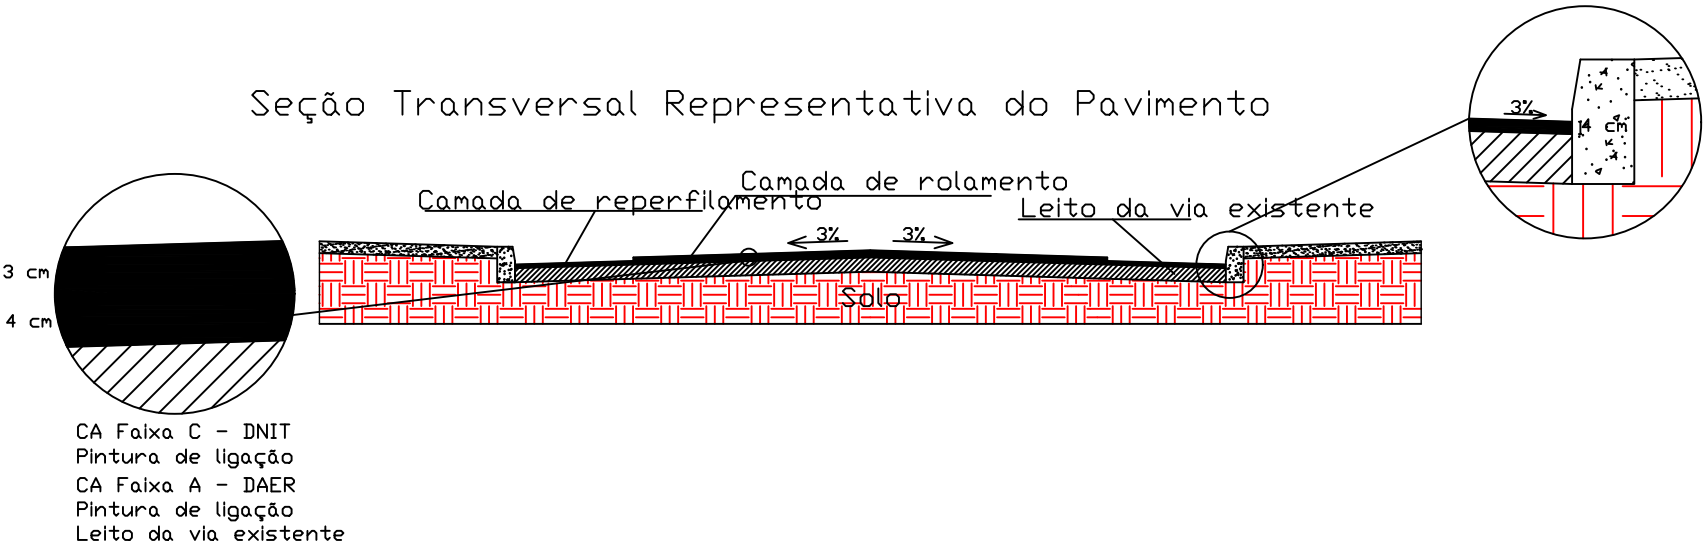 Seção Transversal Representativa do Pavimento
3%
4 cm
Camada de rolamento
Camada de reperfilamento
Leito da via existente
3%
3%
3 cm
Solo
4 cm
CA Faixa C - DNIT
Pintura de ligação
CA Faixa A - DAER
Pintura de ligação
Leito da via existente